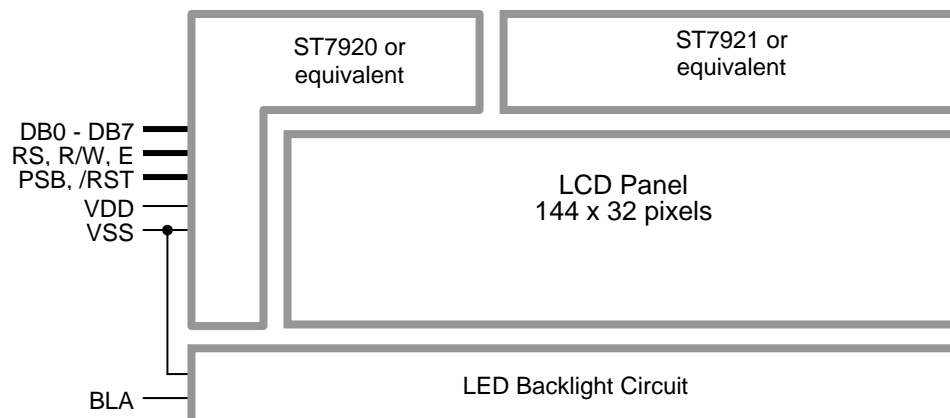 ST7920 or
equivalent
ST7921 or
equivalent
DB0 - DB7
RS, R/W, E
PSB, /RST
VDD
VSS
LCD Panel
144 x 32 pixels
LED Backlight Circuit
BLA